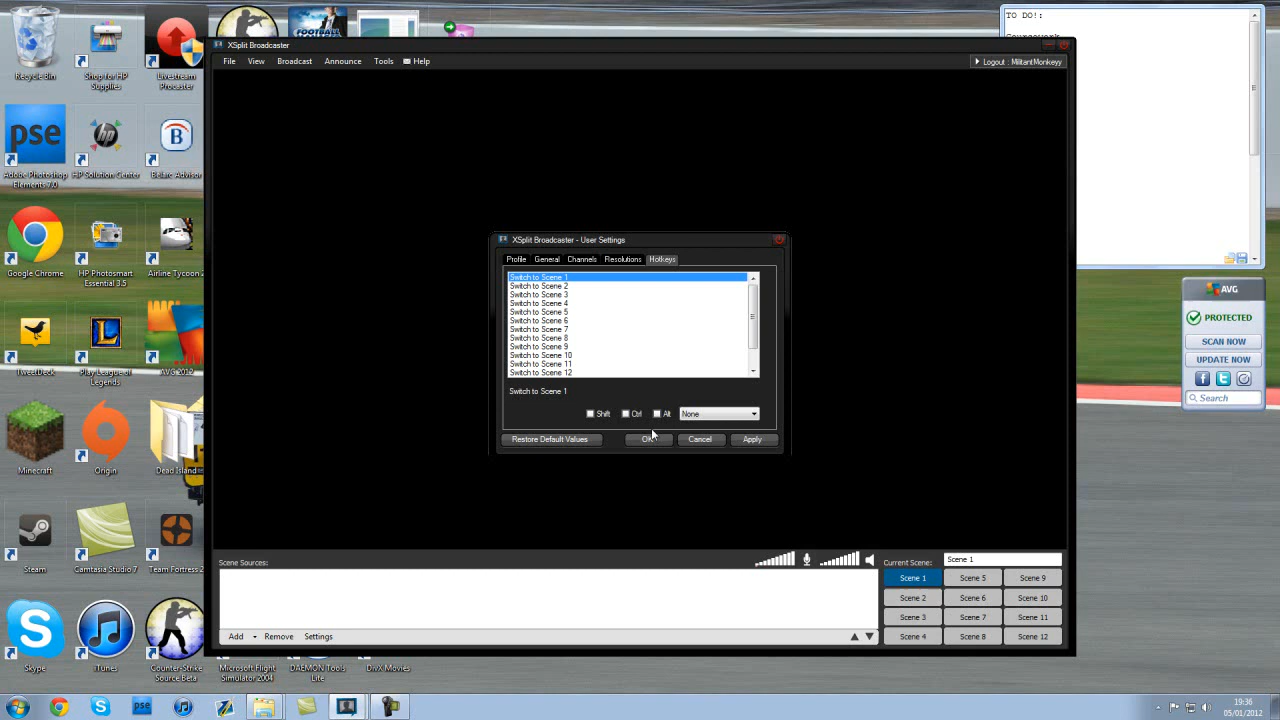 TO DO!:
XSplit Broadcaster
File View Broadcast Announce Tools Help
Logout : MilitantMonkeyy
Recycle Bin
Shop for HP Supplies
Livestream Procaster
FOOTBALL
pse
Adobe Photoshop Elements 7.0
HP Solution Center
Belarc Advisor
Google Chrome
HP Photosmart Essential 3.5
Airline Tycoon 2
TweetDeck
Play League of Legends
AVG 2012
Minecraft
Origin
Dead Island
Steam
Camtasia Studio 7
Team Fortress 2
Skype
iTunes
Counter-Strike Source Beta
Microsoft Flight Simulator 2004
DAEMON Tools Lite
DivX Movies
XSplit Broadcaster - User Settings
Profile General Channels Resolutions Hotkeys
Switch to Scene 1
Switch to Scene 2
Switch to Scene 3
Switch to Scene 4
Switch to Scene 5
Switch to Scene 6
Switch to Scene 7
Switch to Scene 8
Switch to Scene 9
Switch to Scene 10
Switch to Scene 11
Switch to Scene 12
Switch to Scene 1
Shift Ctrl Alt None
Restore Default Values OK Cancel Apply
AVG
PROTECTED
SCAN NOW
UPDATE NOW
Search
Scene Sources:
Current Scene: Scene 1
Scene 1 Scene 5 Scene 9
Scene 2 Scene 6 Scene 10
Scene 3 Scene 7 Scene 11
Scene 4 Scene 8 Scene 12
Add Remove Settings
pse
19:36
05/01/2012